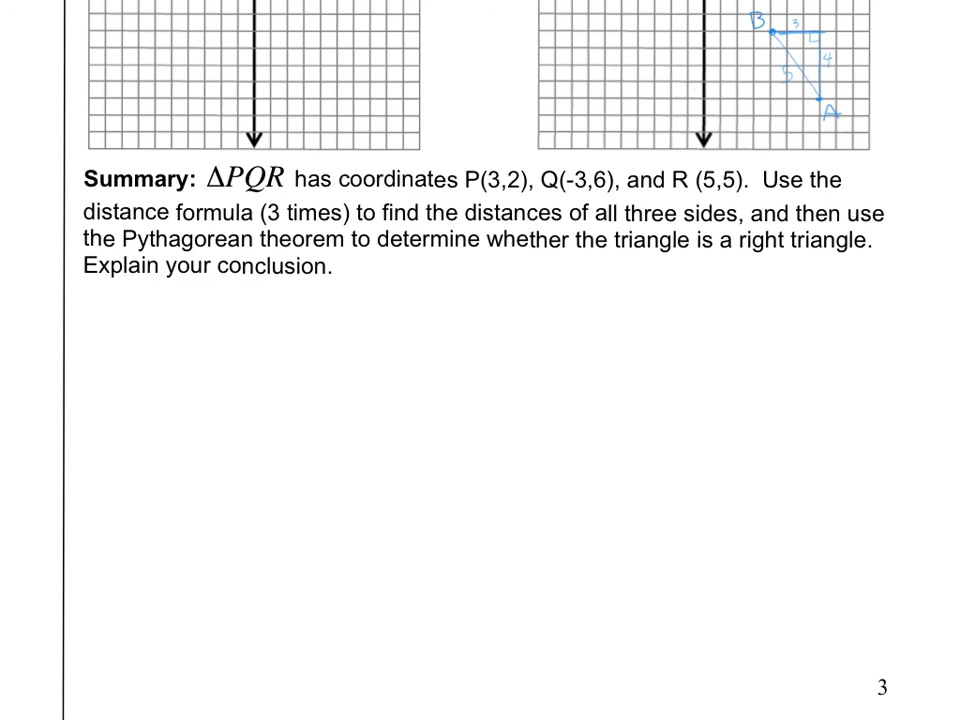 B 3
4
5
A
Summary: ΔPQR has coordinates P(3,2), Q(-3,6), and R (5,5). Use the
distance formula (3 times) to find the distances of all three sides, and then use
the Pythagorean theorem to determine whether the triangle is a right triangle.
Explain your conclusion.
3